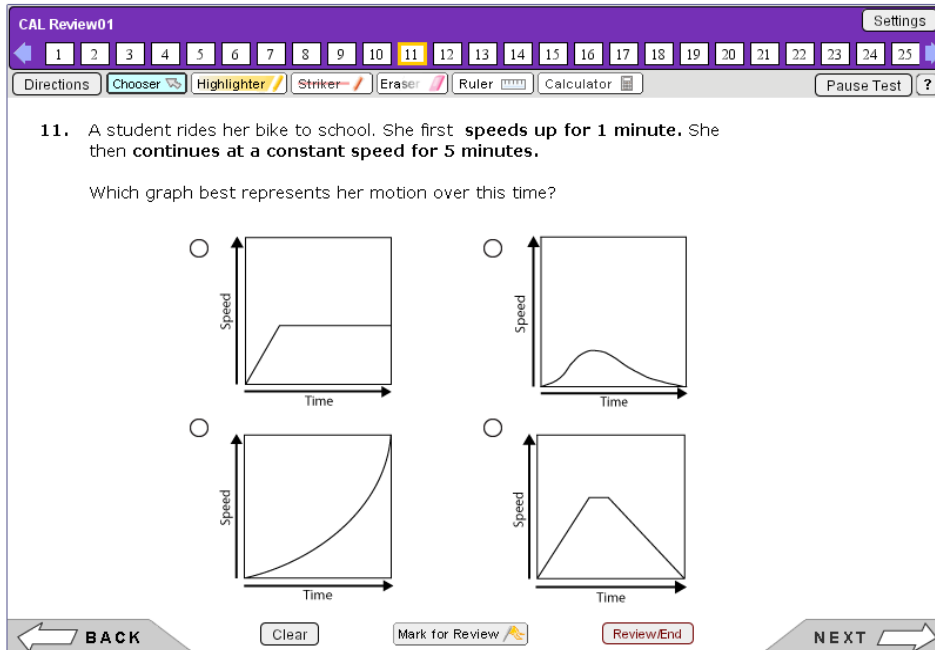 CAL Review01
Settings
1 2 3 4 5 6 7 8 9 10 11 12 13 14 15 16 17 18 19 20 21 22 23 24 25
Directions Chooser Highlighter Striker Eraser Ruler Calculator Pause Test ?
11. A student rides her bike to school. She first speeds up for 1 minute. She
then continues at a constant speed for 5 minutes.
Which graph best represents her motion over this time?
Speed
Time
Speed
Time
Speed
Time
Speed
Time
BACK Clear Mark for Review Review/End NEXT